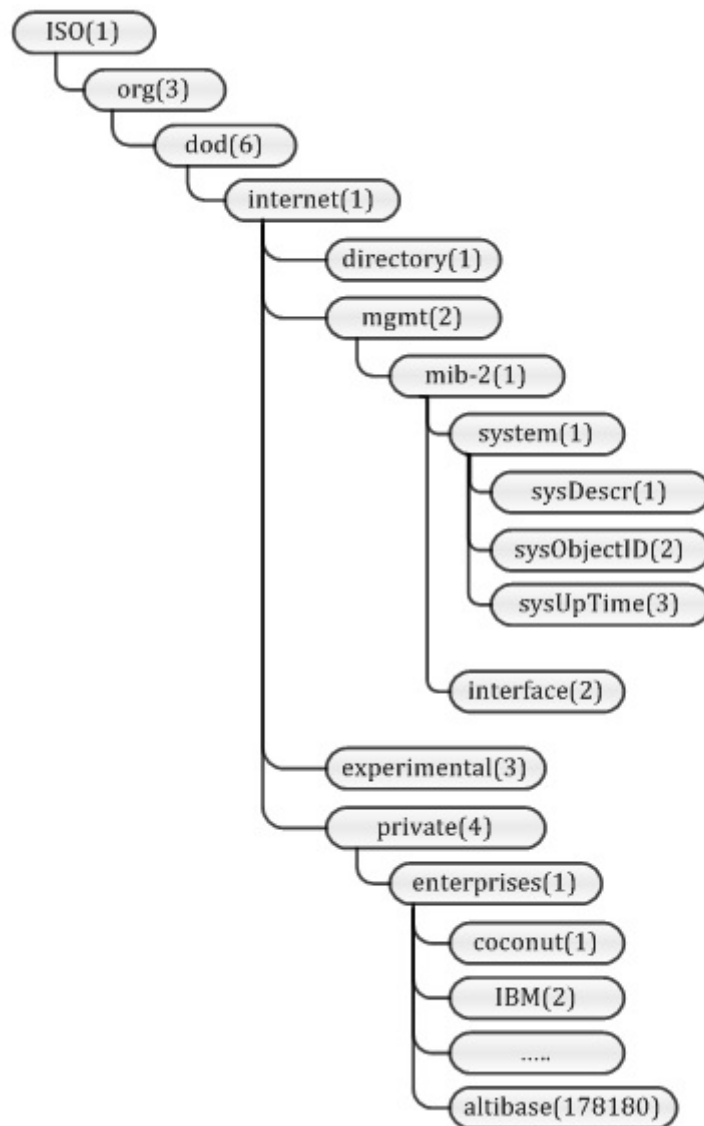 ISO(1)
org(3)
dod(6)
internet(1)
directory(1)
mgmt(2)
mib-2(1)
system(1)
sysDescr(1)
sysObjectID(2)
sysUpTime(3)
interface(2)
experimental(3)
private(4)
enterprises(1)
coconut(1)
IBM(2)
.....
altibase(178180)